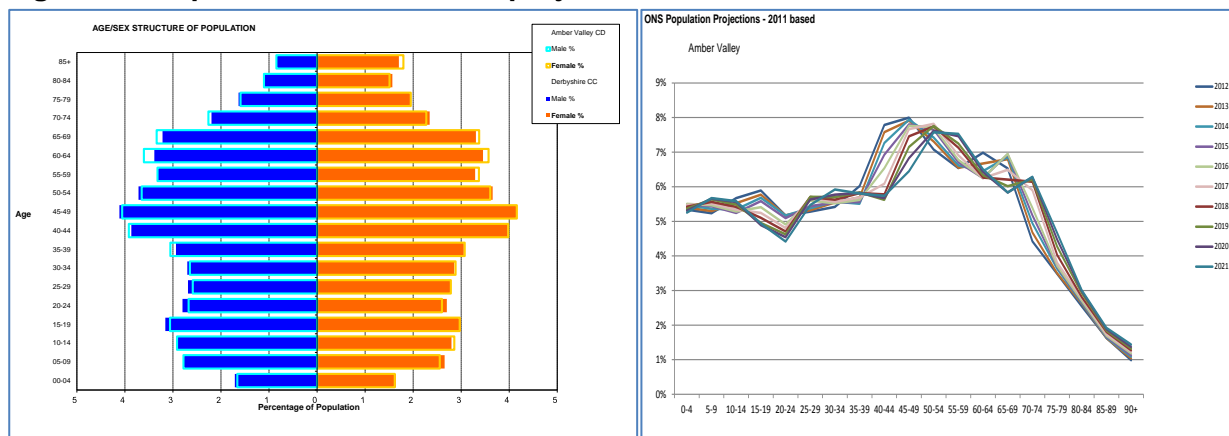 AGE/SEX STRUCTURE OF POPULATION
Amber Valley CD
Male %
Female %
Derbyshire CC
Male %
Female %
85+
80-84
75-79
70-74
65-69
60-64
55-59
50-54
45-49
40-44
35-39
30-34
25-29
20-24
15-19
10-14
05-09
00-04
Age
5 4 3 2 1 0 1 2 3 4 5
Percentage of Population
ONS Population Projections - 2011 based
Amber Valley
9%
8%
7%
6%
5%
4%
3%
2%
1%
0%
0-4 5-9 10-14 15-19 20-24 25-29 30-34 35-39 40-44 45-49 50-54 55-59 60-64 65-69 70-74 75-79 80-84 85-89 90+
2012
2013
2014
2015
2016
2017
2018
2019
2020
2021